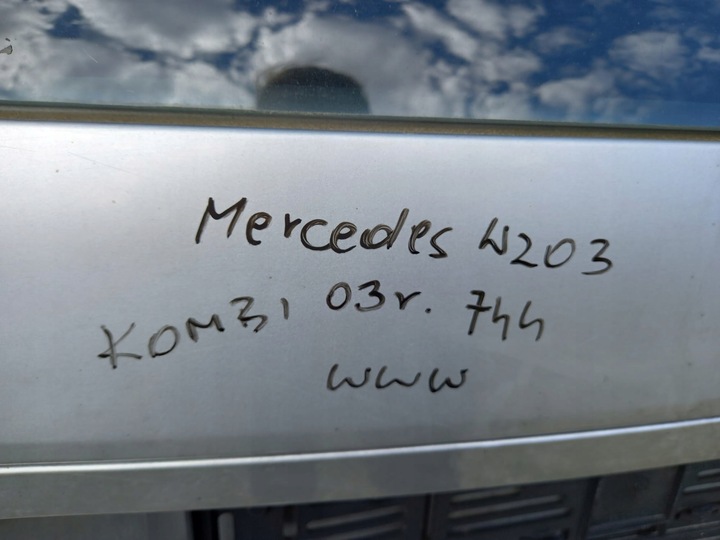 Mercedes W203
KOMBI 03r. 744
WWW